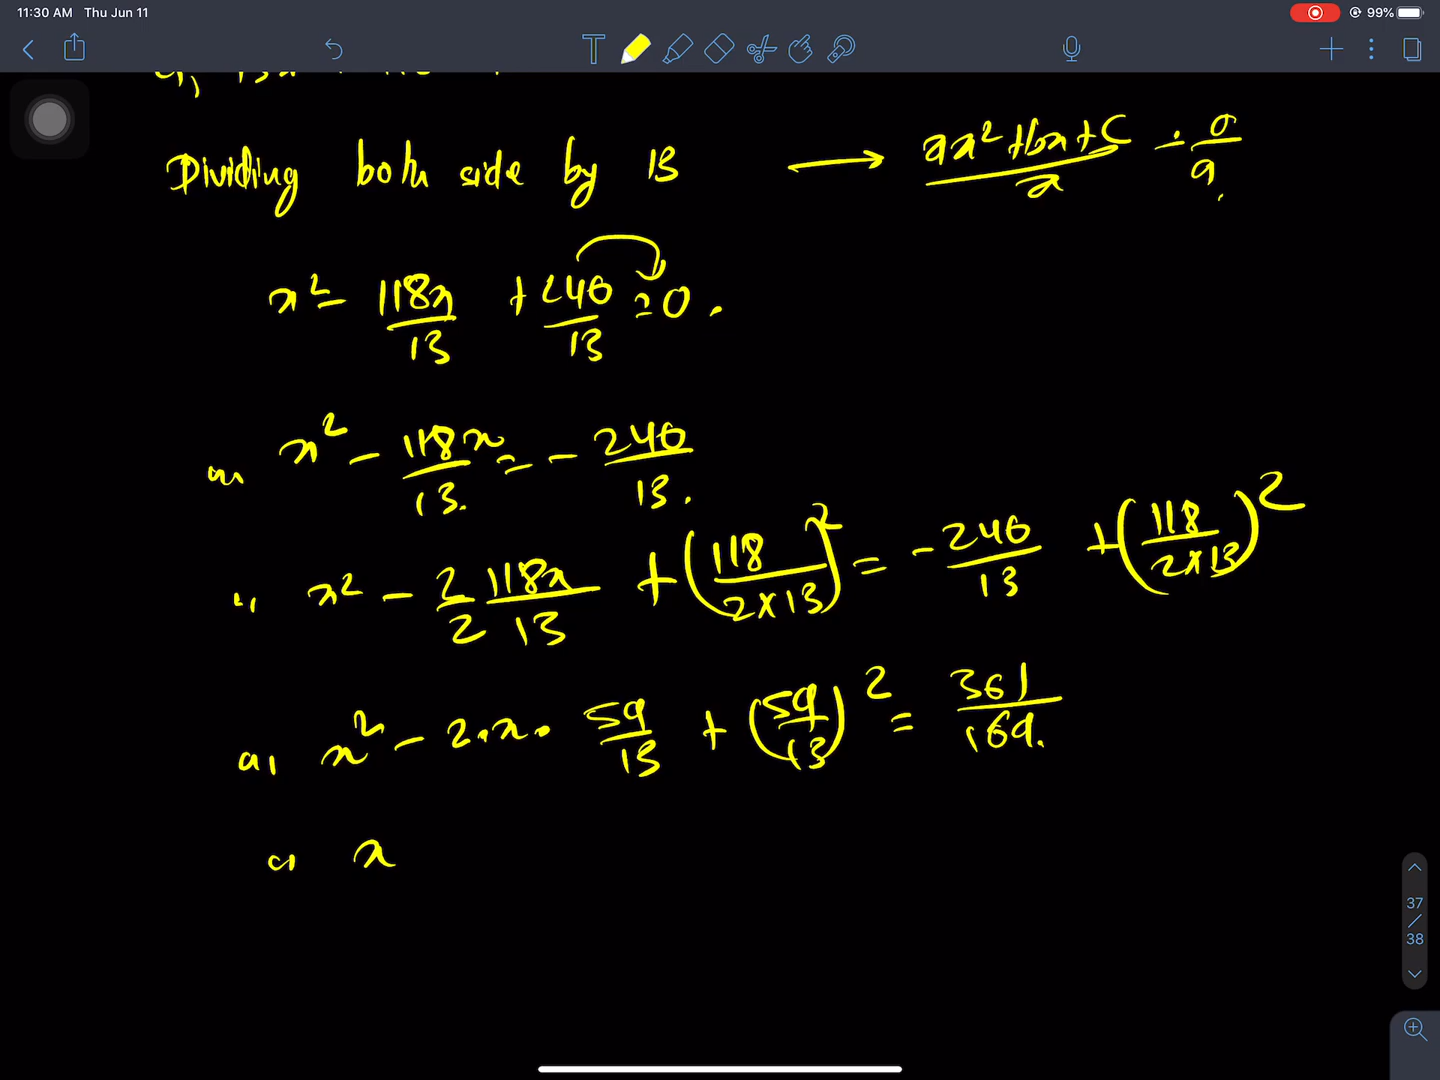 11:30 AM Thu Jun 11
99%
Dividing both side by 13 ⟶ (ax² + bx + c)/a = 0/a
x² - 118x/13 + 240/13 = 0.
or x² - 118x/13 = - 240/13.
or x² - 2/2 118x/13 + (118/(2×13))² = - 240/13 + (118/(2×13))²
or, x² - 2.x. 59/13 + (59/13)² = 361/169.
or x
37
/
38